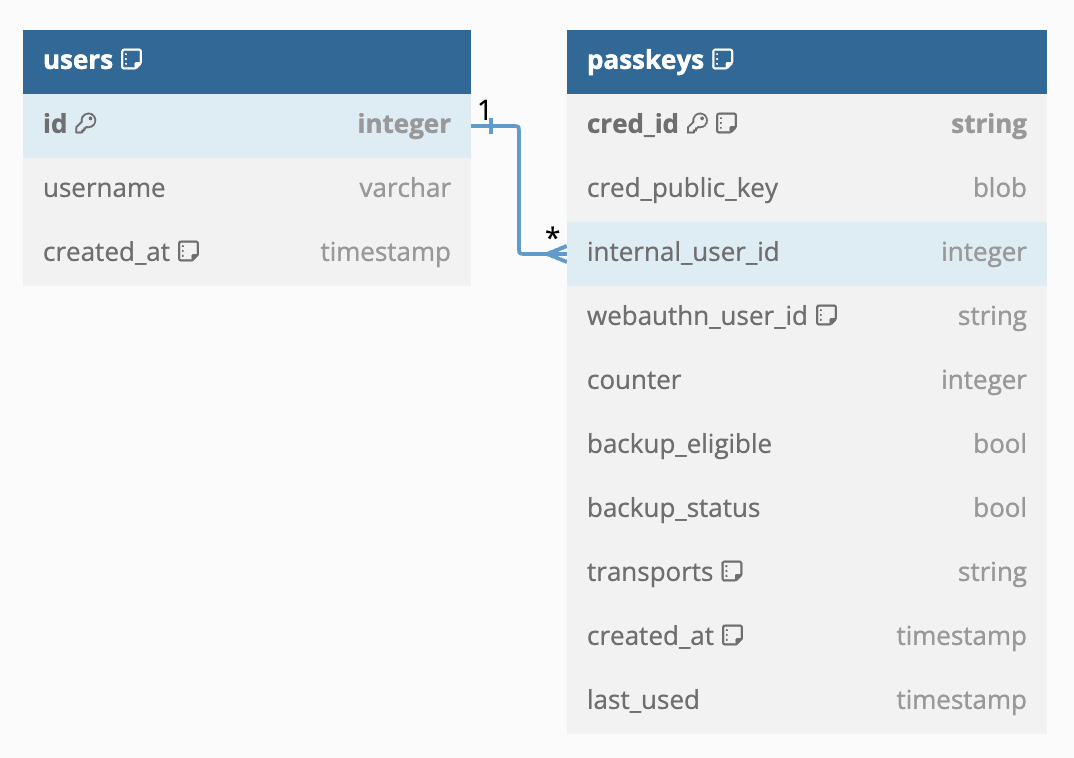 users
id integer
username varchar
created_at timestamp
1
*
passkeys
cred_id string
cred_public_key blob
internal_user_id integer
webauthn_user_id string
counter integer
backup_eligible bool
backup_status bool
transports string
created_at timestamp
last_used timestamp